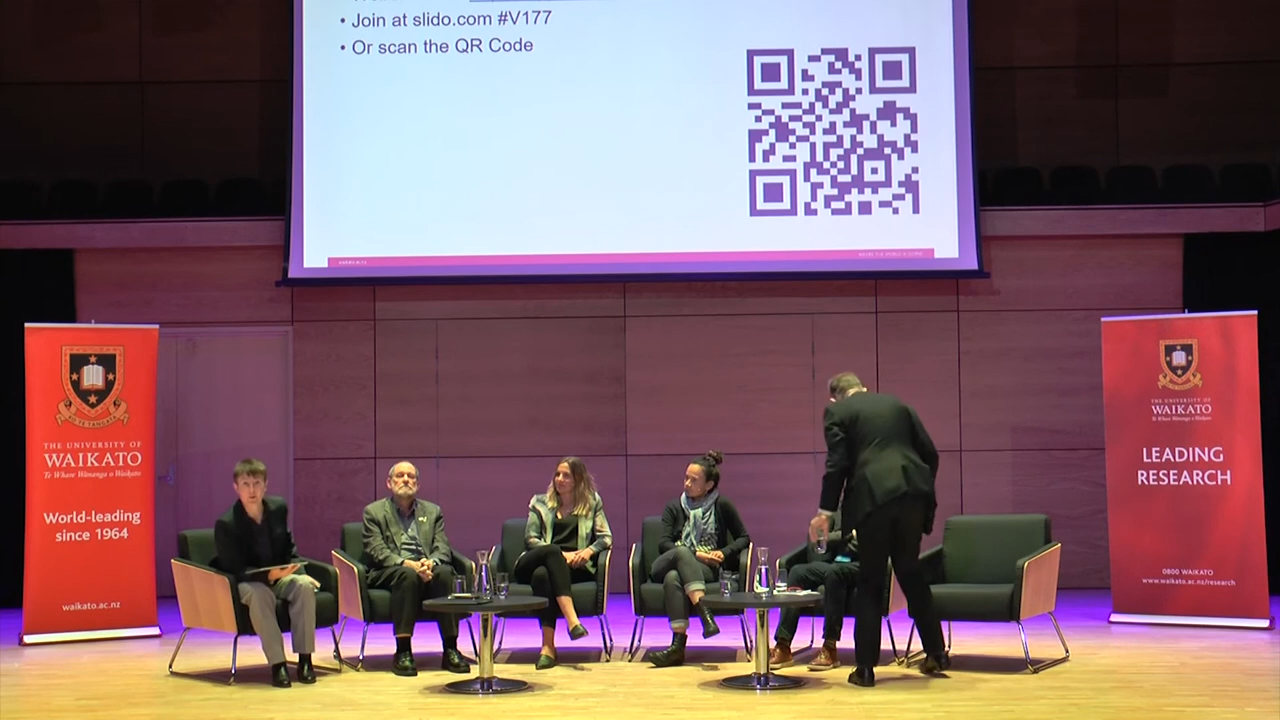 • Join at slido.com #V177
• Or scan the QR Code
THE UNIVERSITY OF
WAIKATO
Te Whare Wānanga o Waikato
World-leading
since 1964
waikato.ac.nz
THE UNIVERSITY OF
WAIKATO
Te Whare Wānanga o Waikato
LEADING
RESEARCH
0800 WAIKATO
www.waikato.ac.nz/research